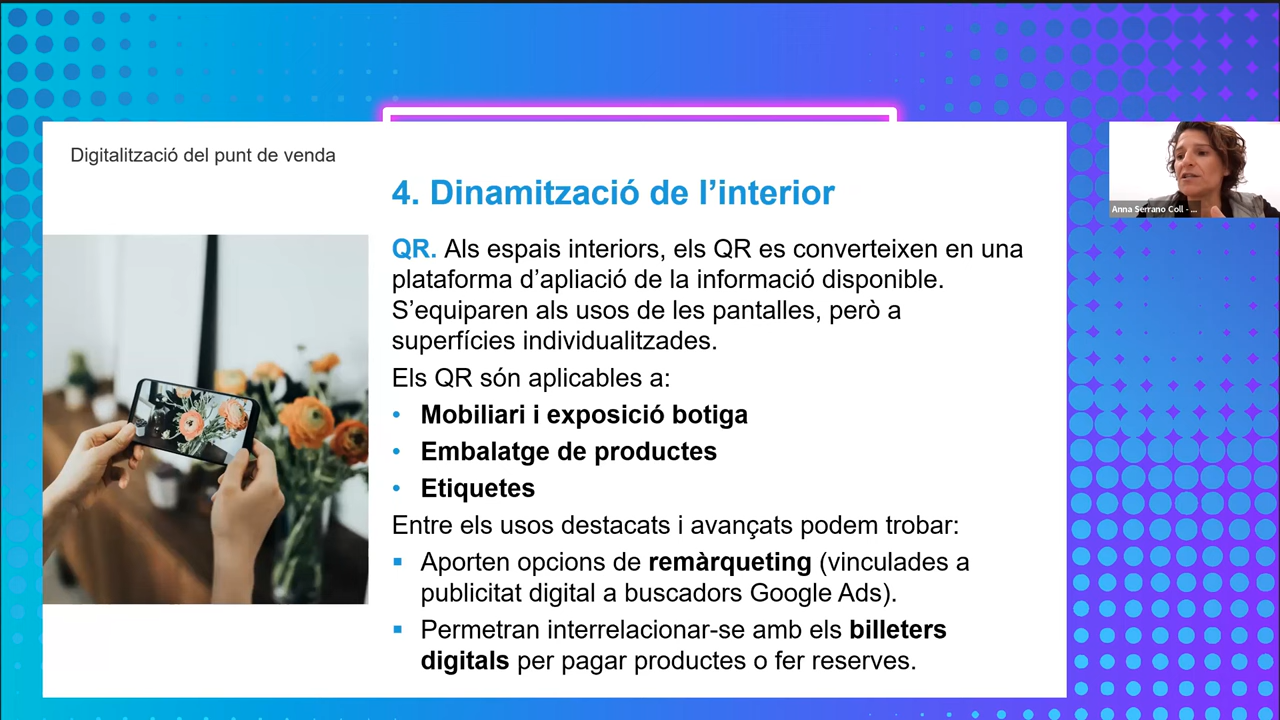 Digitalització del punt de venda
4. Dinamització de l’interior
QR. Als espais interiors, els QR es converteixen en una
plataforma d’apliació de la informació disponible.
S’equiparen als usos de les pantalles, però a
superfícies individualitzades.
Els QR són aplicables a:
• Mobiliari i exposició botiga
• Embalatge de productes
• Etiquetes
Entre els usos destacats i avançats podem trobar:
▪ Aporten opcions de remàrqueting (vinculades a
publicitat digital a buscadors Google Ads).
▪ Permetran interrelacionar-se amb els billeters
digitals per pagar productes o fer reserves.
Anna Serrano Coll - ...